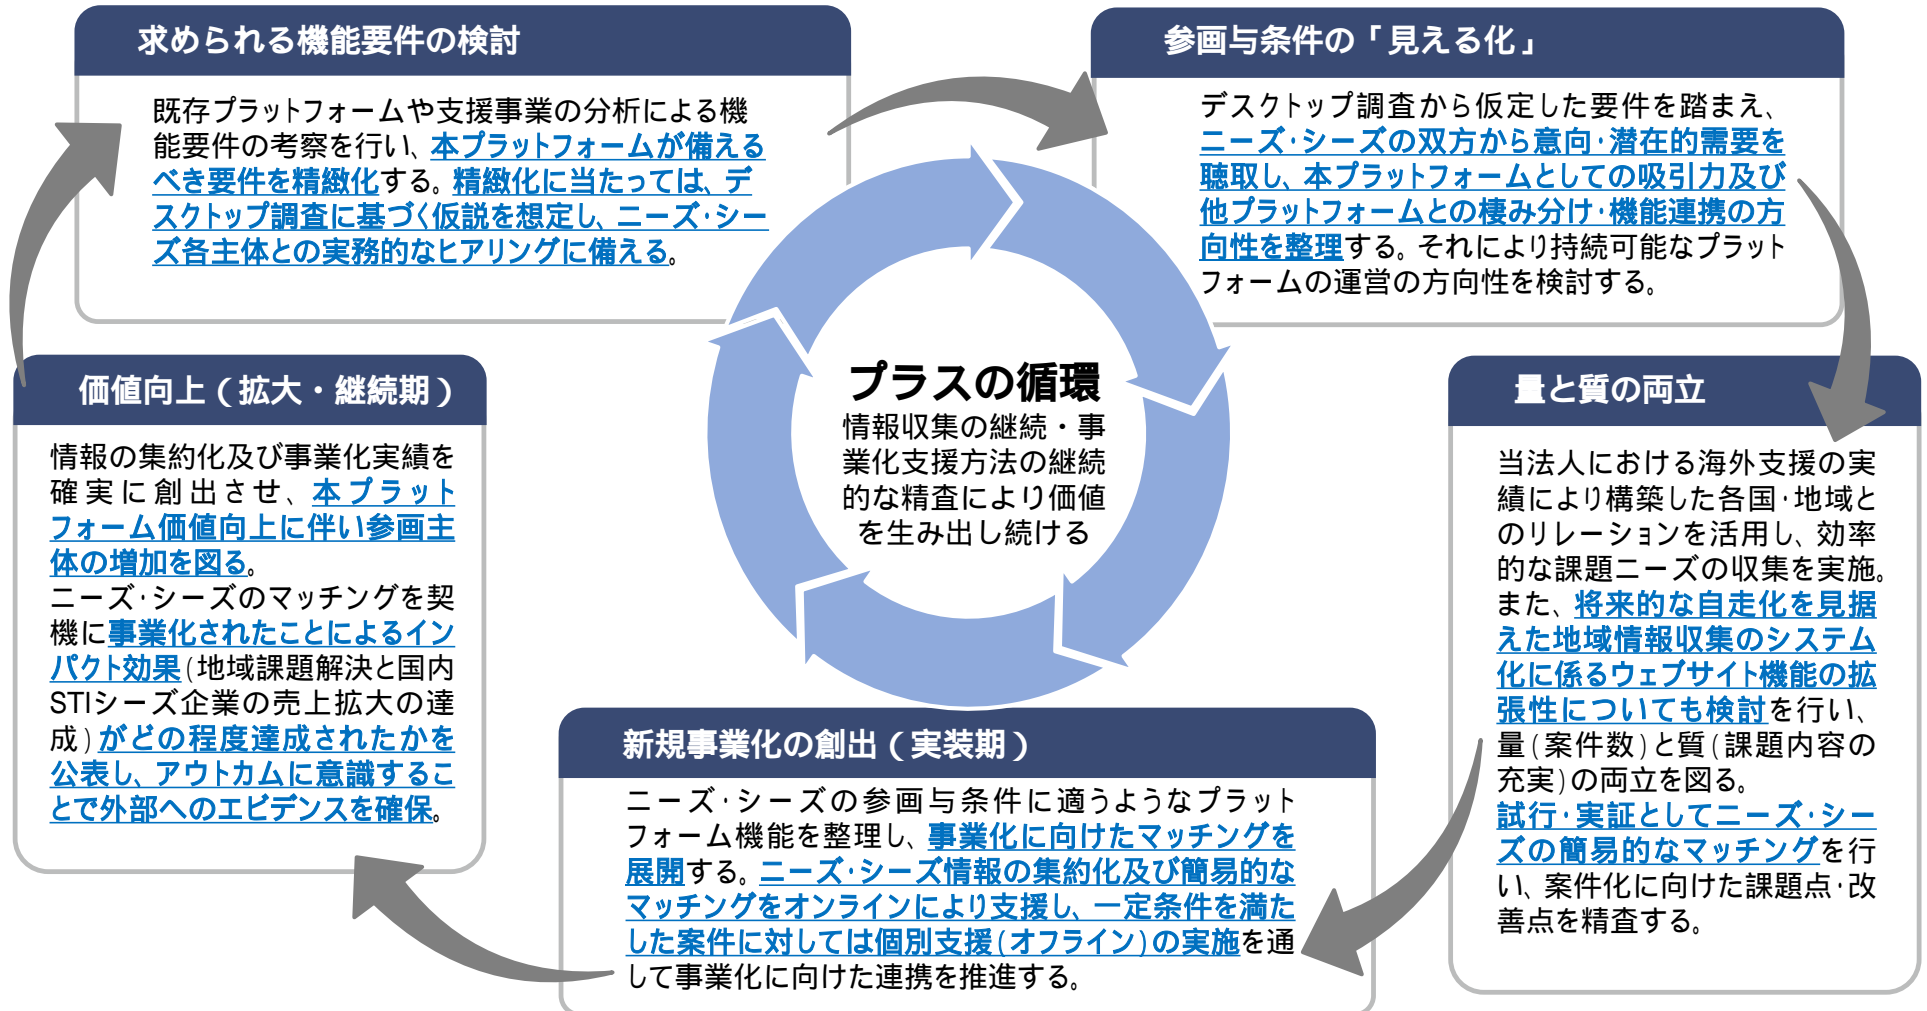 求められる機能要件の検討
既存プラットフォームや支援事業の分析による機
能要件の考察を行い、本プラットフォームが備える
べき要件を精緻化する。精緻化に当たっては、デ
スクトップ調査に基づく仮説を想定し、ニーズ・シー
ズ各主体との実務的なヒアリングに備える。
参画与条件の「見える化」
デスクトップ調査から仮定した要件を踏まえ、
ニーズ・シーズの双方から意向・潜在的需要を
聴取し、本プラットフォームとしての吸引力及び
他プラットフォームとの棲み分け・機能連携の方
向性を整理する。それにより持続可能なプラット
フォームの運営の方向性を検討する。
量と質の両立
当法人における海外支援の実
績により構築した各国・地域と
のリレーションを活用し、効率
的な課題ニーズの収集を実施。
また、将来的な自走化を見据
えた地域情報収集のシステム
化に係るウェブサイト機能の拡
張性についても検討を行い、
量(案件数)と質(課題内容の
充実)の両立を図る。
試行・実証としてニーズ・シー
ズの簡易的なマッチングを行
い、案件化に向けた課題点・改
善点を精査する。
新規事業化の創出（実装期）
ニーズ・シーズの参画与条件に適うようなプラット
フォーム機能を整理し、事業化に向けたマッチングを
展開する。ニーズ・シーズ情報の集約化及び簡易的な
マッチングをオンラインにより支援し、一定条件を満た
した案件に対しては個別支援(オフライン)の実施を通
して事業化に向けた連携を推進する。
価値向上（拡大・継続期）
情報の集約化及び事業化実績を
確実に創出させ、本プラット
フォーム価値向上に伴い参画主
体の増加を図る。
ニーズ・シーズのマッチングを契
機に事業化されたことによるイン
パクト効果(地域課題解決と国内
STIシーズ企業の売上拡大の達
成)がどの程度達成されたかを
公表し、アウトカムに意識するこ
とで外部へのエビデンスを確保。
プラスの循環
情報収集の継続・事
業化支援方法の継続
的な精査により価値
を生み出し続ける